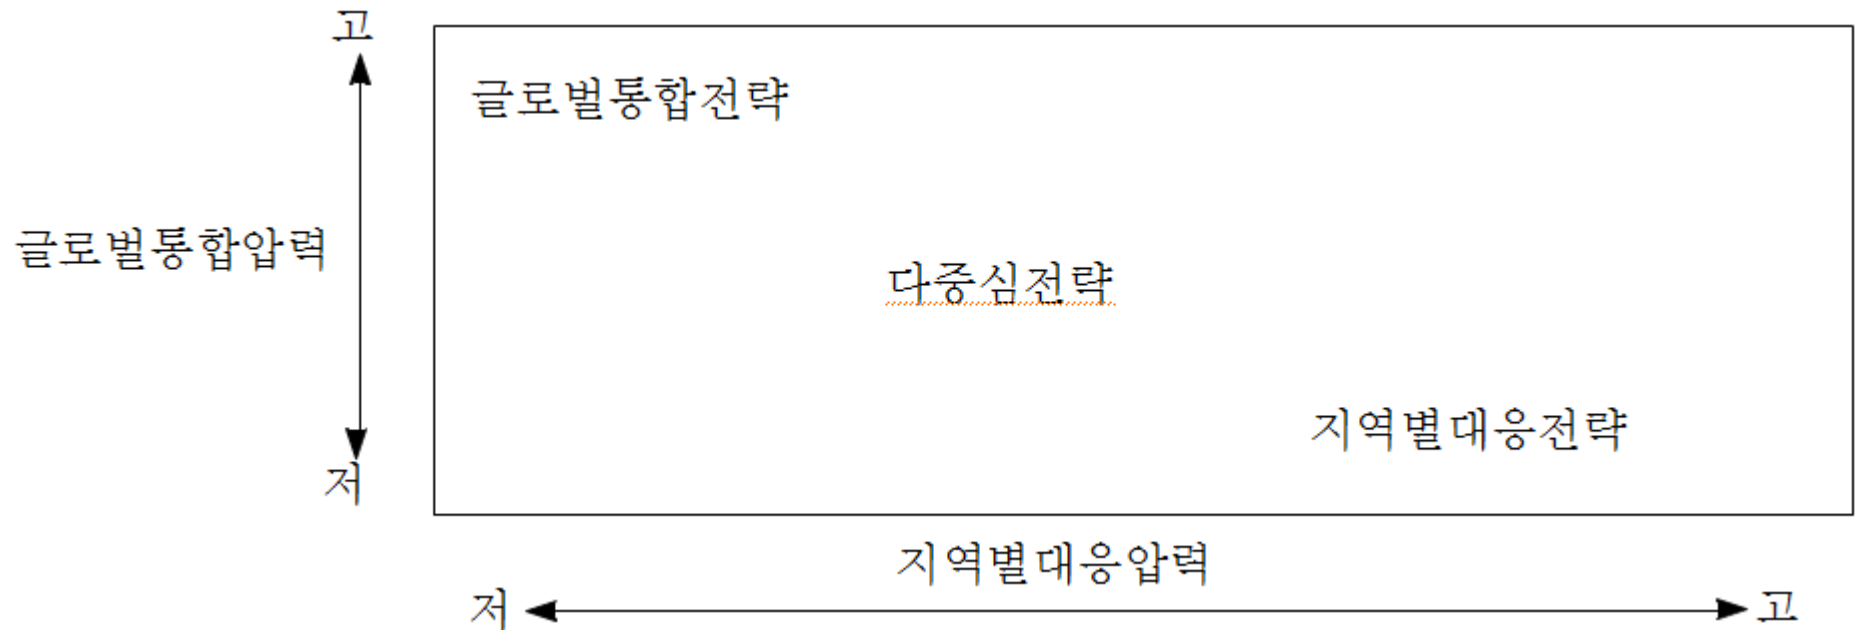 고
글로벌통합전략
글로벌통합압력
다중심전략
지역별대응전략
저
지역별대응압력
저
고